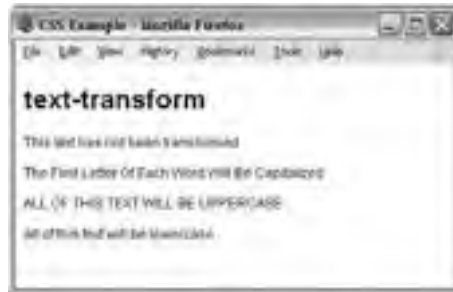 CSS Example - Mozilla Firefox
File Edit View History Bookmarks Tools Help
text-transform
This text has not been transformed
The First Letter Of Each Word Will Be Capitalized
ALL OF THIS TEXT WILL BE UPPERCASE
all of this text will be lowercase